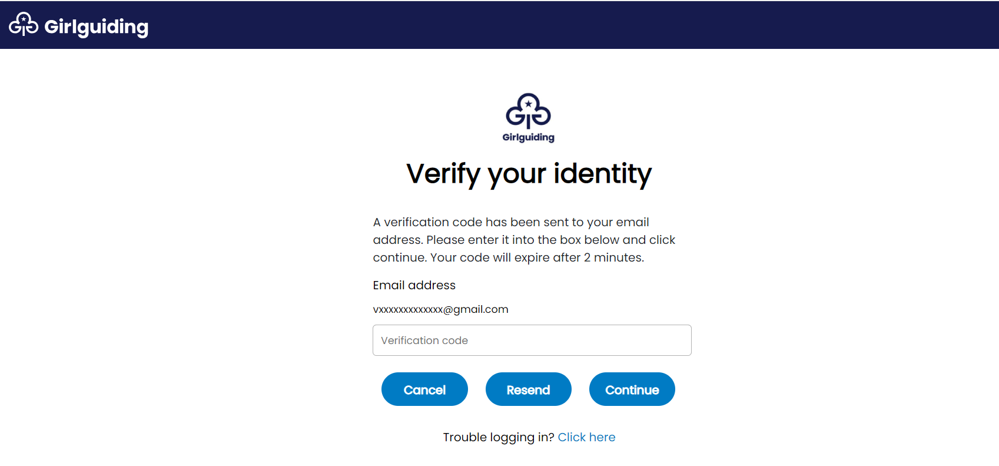 Girlguiding
Girlguiding
Verify your identity
A verification code has been sent to your email
address. Please enter it into the box below and click
continue. Your code will expire after 2 minutes.
Email address
vxxxxxxxxxxxxx@gmail.com
Verification code
Cancel Resend Continue
Trouble logging in? Click here